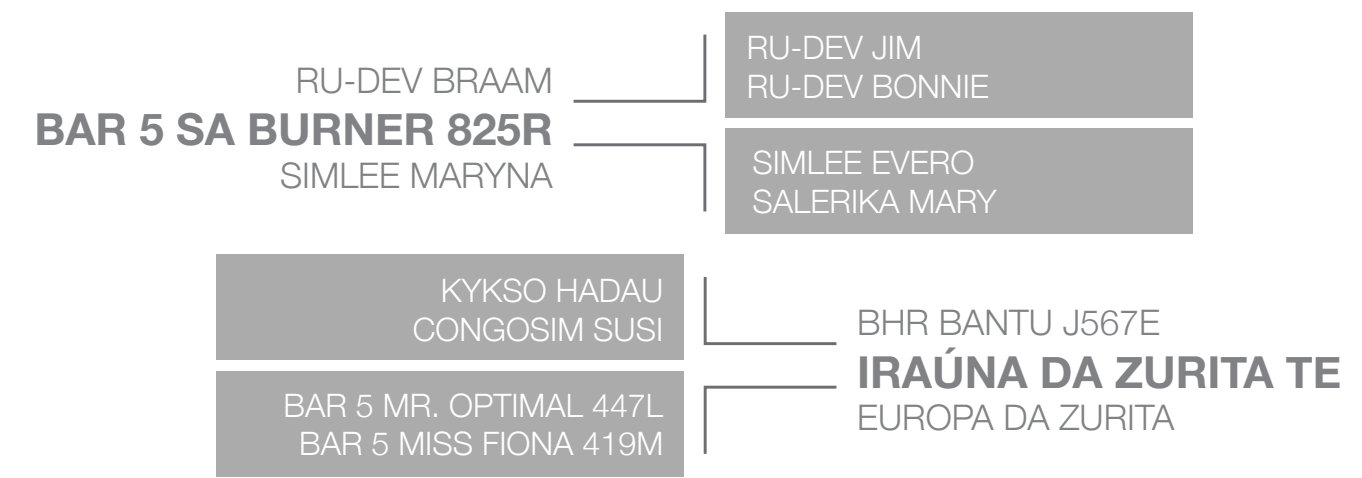 RU-DEV BRAAM
BAR 5 SA BURNER 825R
SIMLEE MARYNA
RU-DEV JIM
RU-DEV BONNIE
SIMLEE EVERO
SALERIKA MARY
KYKSO HADAU
CONGOSIM SUSI
BAR 5 MR. OPTIMAL 447L
BAR 5 MISS FIONA 419M
BHR BANTU J567E
IRAÚNA DA ZURITA TE
EUROPA DA ZURITA